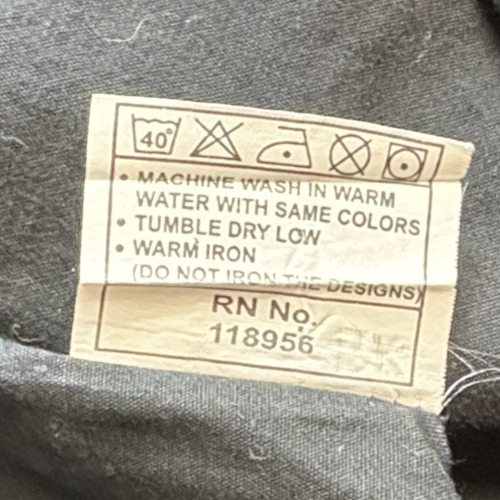 40°
• MACHINE WASH IN WARM
WATER WITH SAME COLORS
• TUMBLE DRY LOW
• WARM IRON
(DO NOT IRON THE DESIGNS)
RN No.
118956